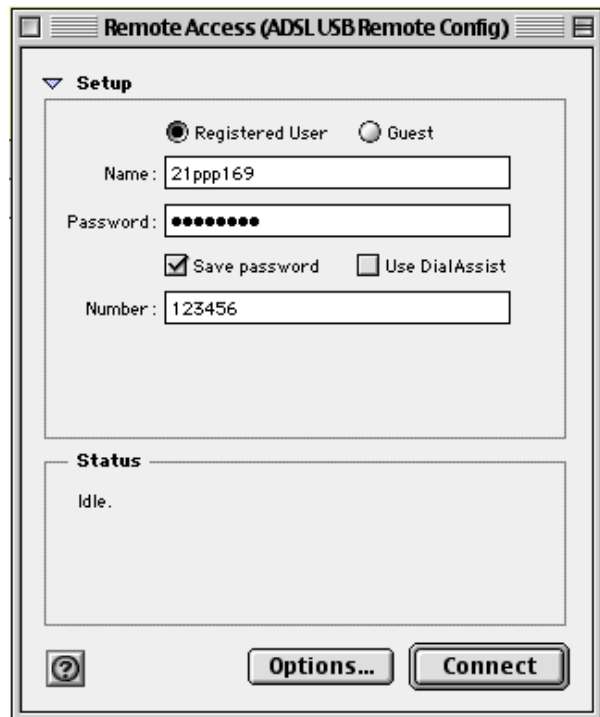 Remote Access (ADSL USB Remote Config)
Setup
Registered User Guest
Name: 21ppp169
Password: ●●●●●●●●
Save password Use DialAssist
Number: 123456
Status
Idle.
? Options... Connect